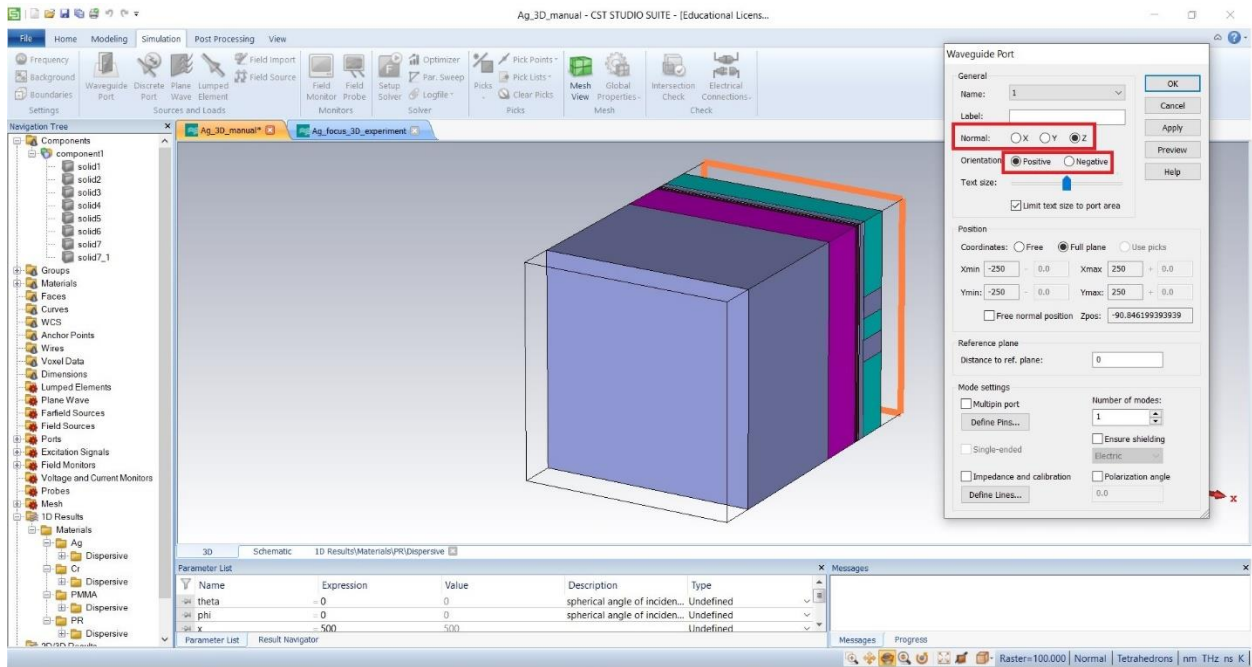 Ag_3D_manual - CST STUDIO SUITE - [Educational Licens...
File Home Modeling Simulation Post Processing View
Frequency
Background
Boundaries
Settings
Waveguide Port
Discrete Port
Plane Wave
Lumped Element
Field Import
Field Source
Sources and Loads
Field Monitor
Field Probe
Monitors
Setup Solver
Optimizer
Par. Sweep
Logfile
Solver
Picks
Pick Points
Pick Lists
Clear Picks
Picks
Mesh View
Global Properties
Mesh
Intersection Check
Electrical Connections
Check
Navigation Tree
Ag_3D_manual*
Ag_focus_3D_experiment
Components
component1
solid1
solid2
solid3
solid4
solid5
solid6
solid7
solid7_1
Groups
Materials
Faces
Curves
WCS
Anchor Points
Wires
Voxel Data
Dimensions
Lumped Elements
Plane Wave
Farfield Sources
Field Sources
Ports
Excitation Signals
Field Monitors
Voltage and Current Monitors
Probes
Mesh
1D Results
Materials
Ag
Dispersive
Cr
Dispersive
PMMA
Dispersive
PR
Dispersive
2D/3D Results
x
Waveguide Port
General
Name: 1
Label:
Normal: X Y Z
Orientation: Positive Negative
Text size:
Limit text size to port area
OK
Cancel
Apply
Preview
Help
Position
Coordinates: Free Full plane Use picks
Xmin -250 - 0.0 Xmax 250 + 0.0
Ymin: -250 - 0.0 Ymax: 250 + 0.0
Free normal position Zpos: -90.846199393939
Reference plane
Distance to ref. plane: 0
Mode settings
Multipin port
Define Pins...
Single-ended
Impedance and calibration
Define Lines...
Number of modes:
1
Ensure shielding
Electric
Polarization angle
0.0
3D Schematic 1D Results\Materials\PR\Dispersive
Parameter List
Name Expression Value Description Type
theta = 0 0 spherical angle of inciden... Undefined
phi = 0 0 spherical angle of inciden... Undefined
x = 500 500 Undefined
Parameter List Result Navigator
Messages
Messages Progress
Raster=100.000 Normal Tetrahedrons nm THz ns K